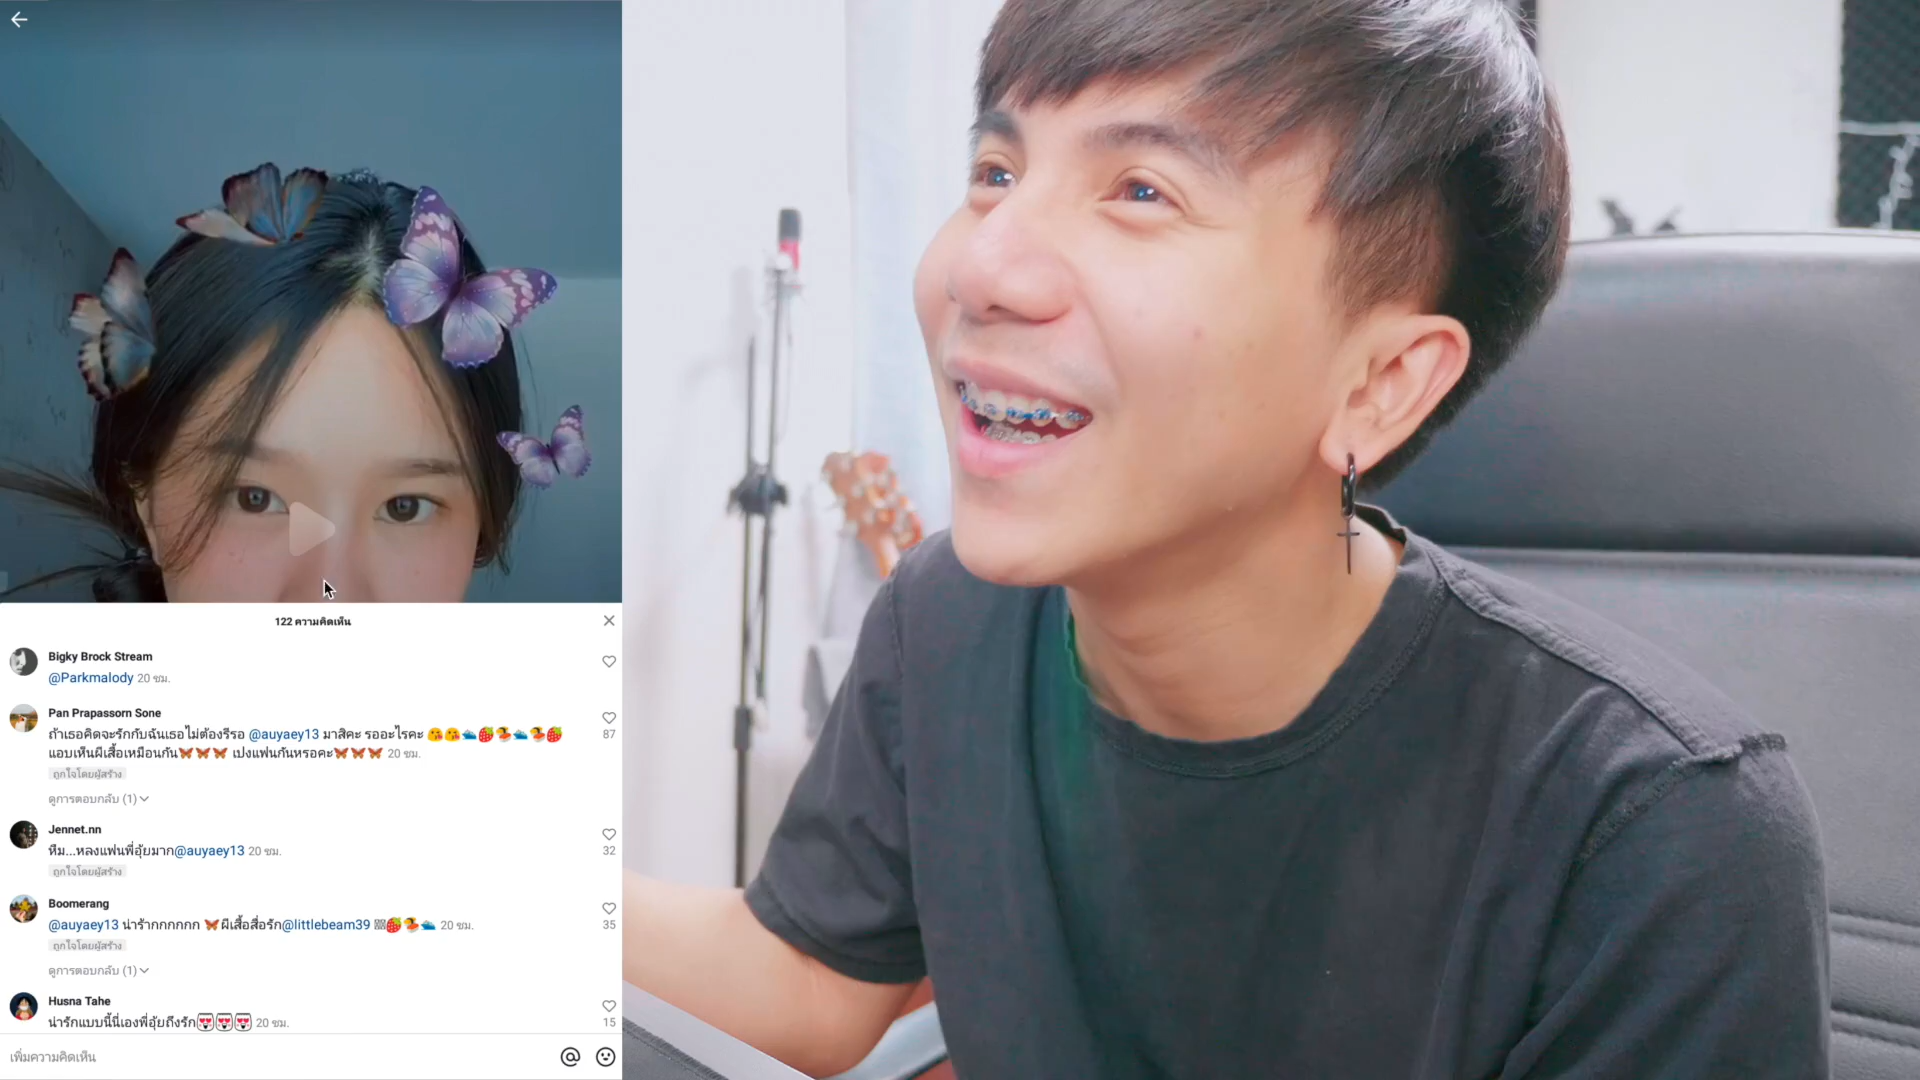 122 ความคิดเห็น
Bigky Brock Stream
@Parkmalody 20 ชม.
Pan Prapassorn Sone
ถ้าเธอคิดจะรักกับฉันเธอไม่ต้องรีรอ @auyaey13 มาสิคะ รออะไรคะ 😘😘👟🍓🏂👟🏂🍓
87
แอบเห็นผีเสื้อเหมือนกัน🦋🦋🦋 เปงแฟนกันหรอคะ🦋🦋🦋 20 ชม.
ถูกใจโดยผู้สร้าง
ดูการตอบกลับ (1)
Jennet.nn
หืม...หลงแฟนพี่อุ้ยมาก@auyaey13 20 ชม.
32
ถูกใจโดยผู้สร้าง
Boomerang
@auyaey13 น่าร้ากกกกกก 🦋ผีเสื้อสื่อรัก@littlebeam39 🍓🏂👟 20 ชม.
35
ถูกใจโดยผู้สร้าง
ดูการตอบกลับ (1)
Husna Tahe
น่ารักแบบนี้นี่เองพี่อุ้ยถึงรัก 20 ชม.
15
เพิ่มความคิดเห็น